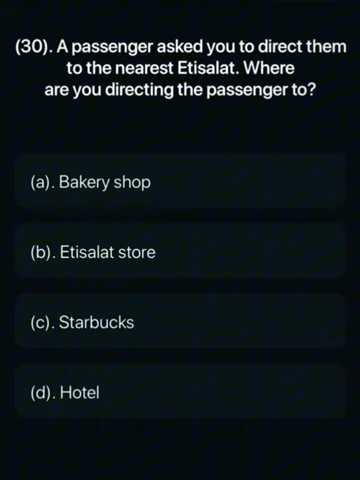 (30). A passenger asked you to direct them
to the nearest Etisalat. Where
are you directing the passenger to?
(a). Bakery shop
(b). Etisalat store
(c). Starbucks
(d). Hotel